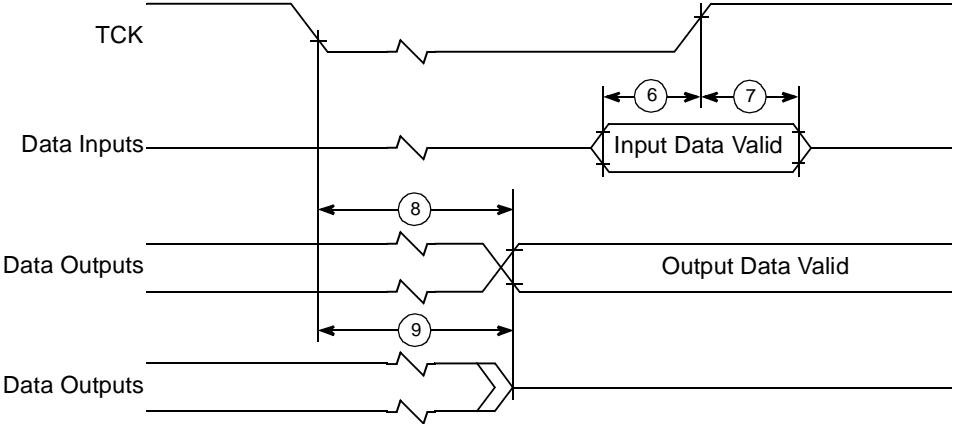 TCK
6
7
Data Inputs
Input Data Valid
8
Data Outputs
Output Data Valid
9
Data Outputs